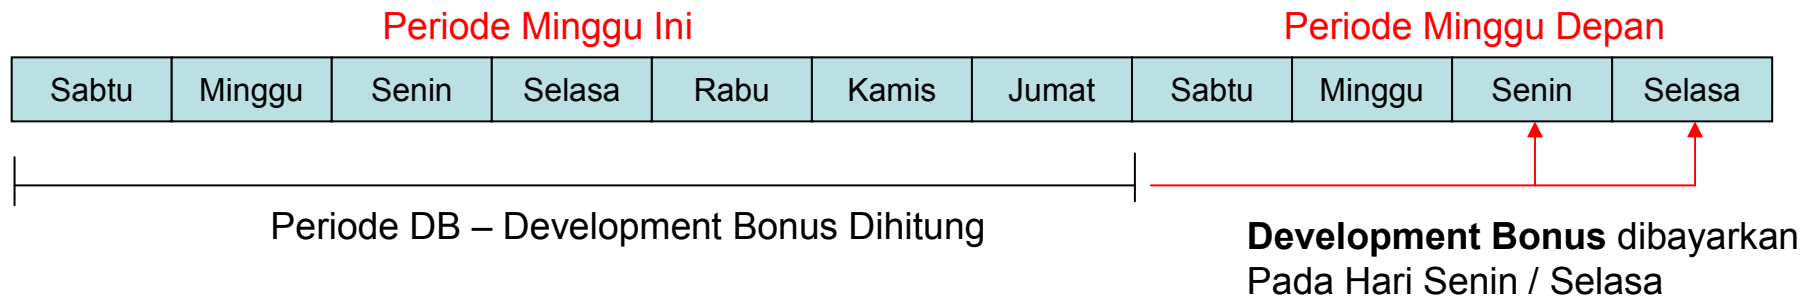 Periode Minggu Ini
Periode Minggu Depan
Sabtu Minggu Senin Selasa Rabu Kamis Jumat Sabtu Minggu Senin Selasa
Periode DB – Development Bonus Dihitung
Development Bonus dibayarkan
Pada Hari Senin / Selasa